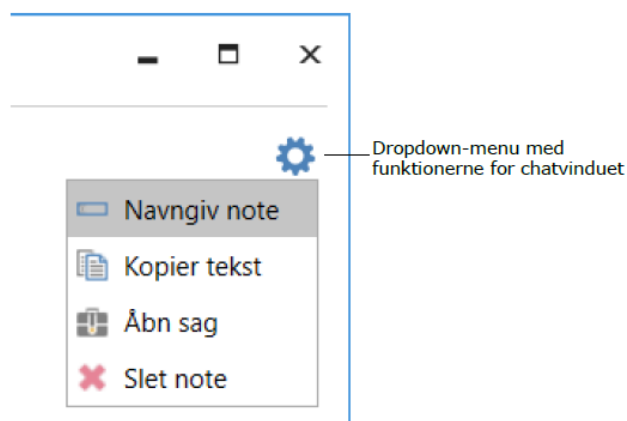 Dropdown-menu med
funktionerne for chatvinduet
Navngiv note
Kopier tekst
Åbn sag
Slet note